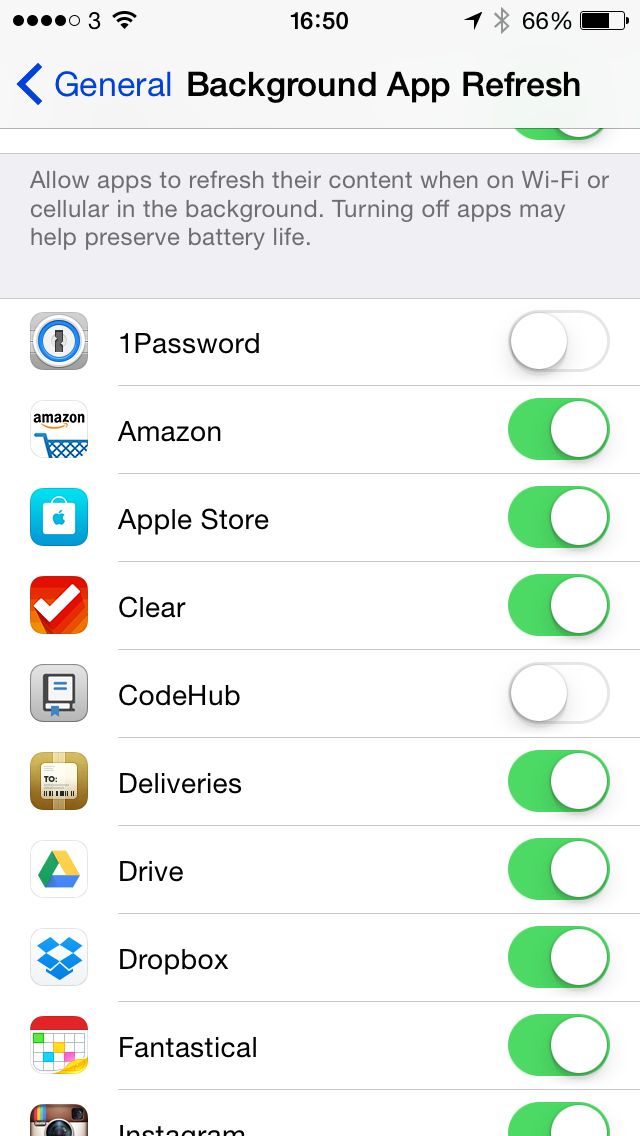 3 16:50 66%
General Background App Refresh
Allow apps to refresh their content when on Wi-Fi or
cellular in the background. Turning off apps may
help preserve battery life.
1Password
amazon
Amazon
Apple Store
Clear
CodeHub
TO:
Deliveries
Drive
Dropbox
Fantastical
Instagram